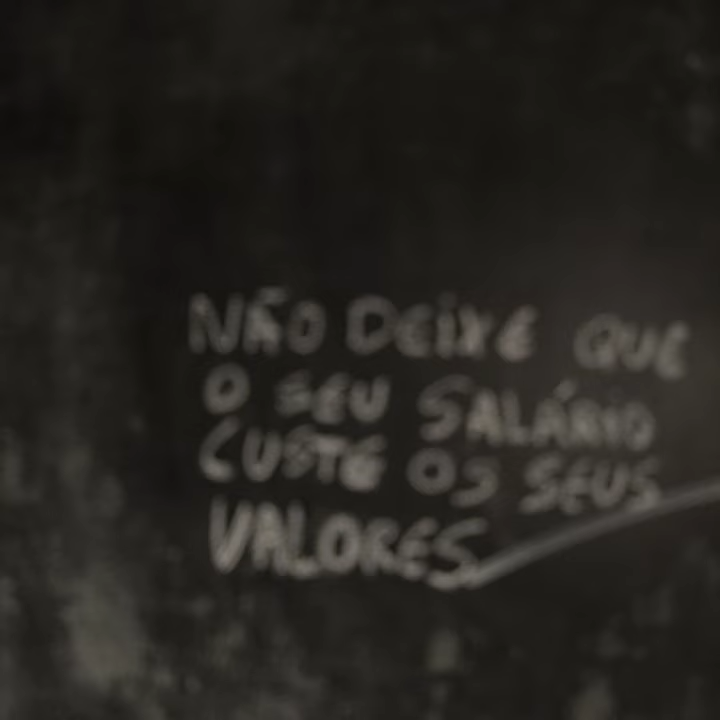 NÃO DEIXE QUE
O SEU SALÁRIO
CUSTE OS SEUS
VALORES